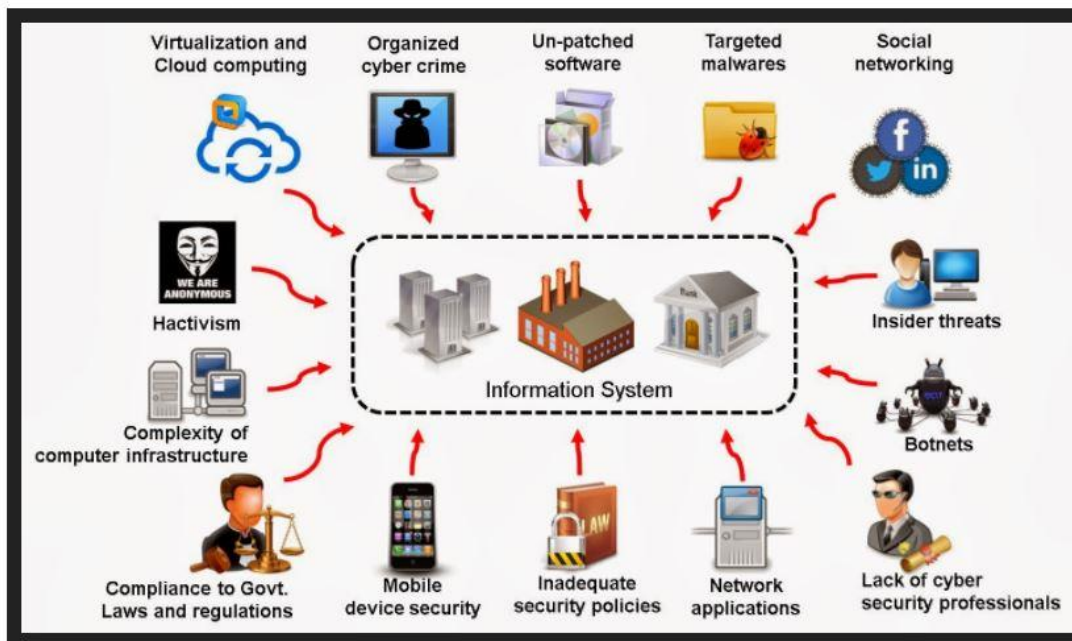 Virtualization and
Cloud computing
Organized
cyber crime
Un-patched
software
Targeted
malwares
Social
networking
f
in
WE ARE
ANONYMOUS
Hactivism
Bank
Insider threats
Information System
Complexity of
computer infrastructure
Botnets
LAW
Compliance to Govt.
Laws and regulations
Mobile
device security
Inadequate
security policies
Network
applications
Lack of cyber
security professionals